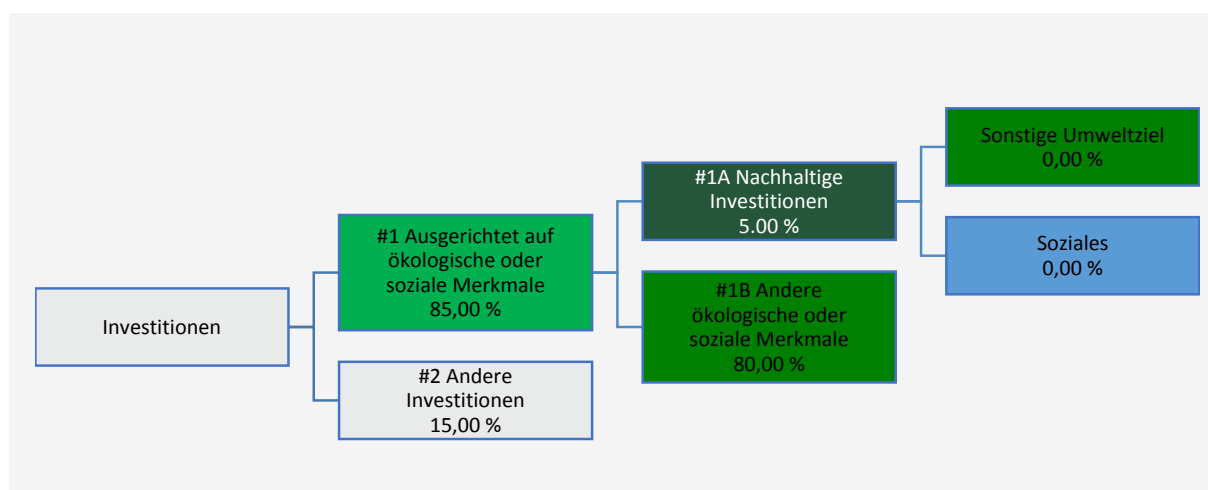 Investitionen
#1 Ausgerichtet auf
ökologische oder
soziale Merkmale
85,00 %
#2 Andere
Investitionen
15,00 %
#1A Nachhaltige
Investitionen
5.00 %
#1B Andere
ökologische oder
soziale Merkmale
80,00 %
Sonstige Umweltziel
0,00 %
Soziales
0,00 %